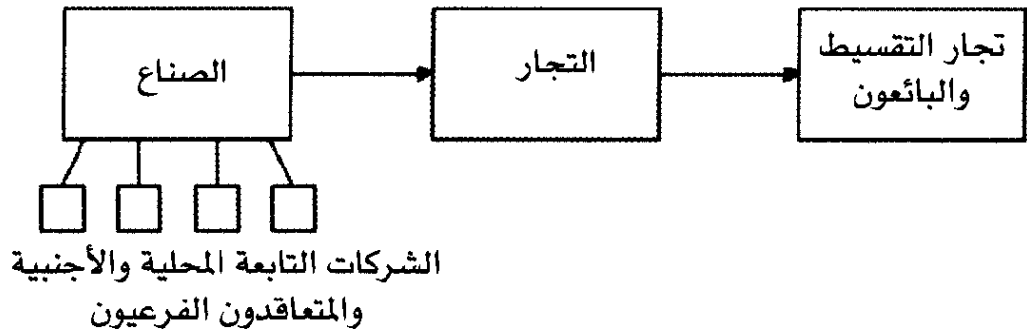 الصناع
التجار
تجار التقسيط
والبائعون
الشركات التابعة المحلية والأجنبية
والمتعاقدون الفرعيون